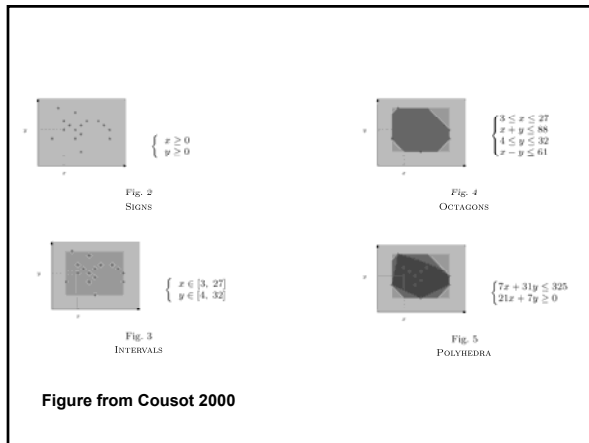 y
x
{ x ≥ 0
y ≥ 0
Fig. 2
SIGNS
y
x
{ 3 ≤ x ≤ 27
x + y ≤ 88
4 ≤ y ≤ 32
x − y ≤ 61
Fig. 4
OCTAGONS
y
x
{ x ∈ [3, 27]
y ∈ [4, 32]
Fig. 3
INTERVALS
y
x
{ 7x + 31y ≤ 325
21x + 7y ≥ 0
Fig. 5
POLYHEDRA
Figure from Cousot 2000